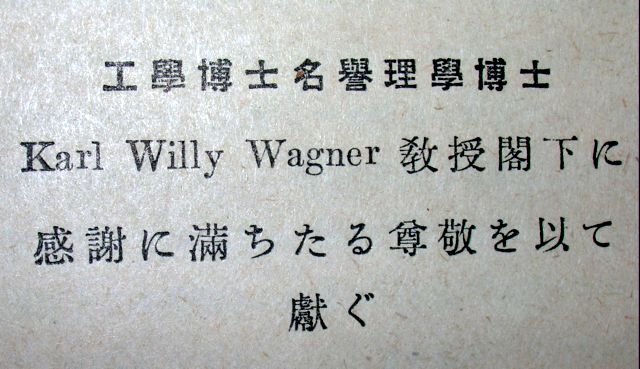 工學博士名譽理學博士
Karl Willy Wagner 敎授閣下に
感謝に滿ちたる尊敬を以て
獻ぐ